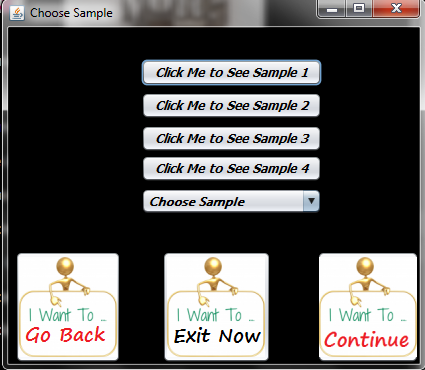 Choose Sample
Click Me to See Sample 1
Click Me to See Sample 2
Click Me to See Sample 3
Click Me to See Sample 4
Choose Sample
I Want To ..
Go Back
I Want To ..
Exit Now
I Want To ..
Continue